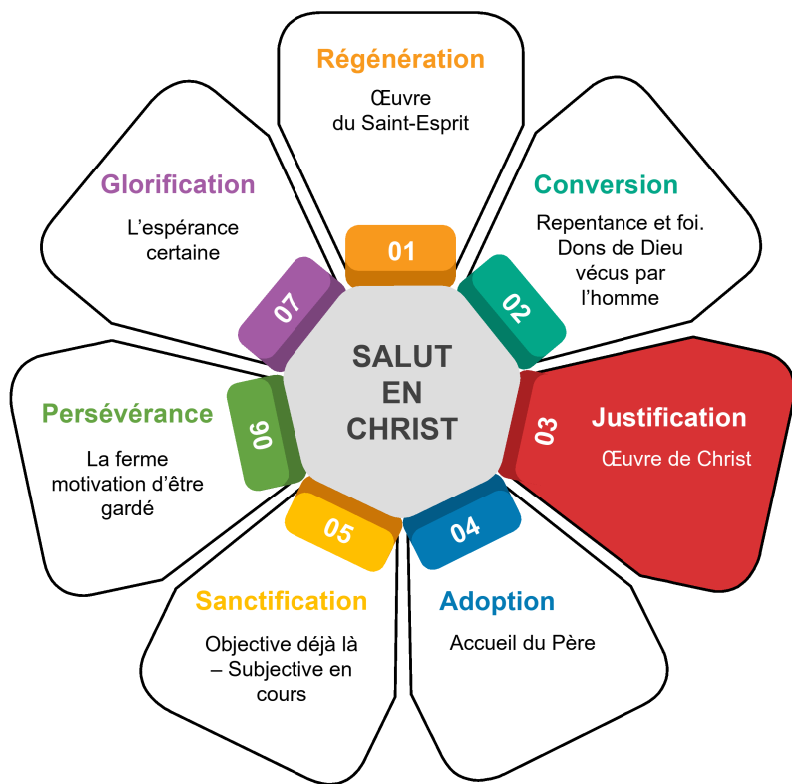 SALUT
EN
CHRIST
01
Régénération
Œuvre
du Saint-Esprit
02
Conversion
Repentance et foi.
Dons de Dieu
vécus par
l’homme
03
Justification
Œuvre de Christ
04
Adoption
Accueil du Père
05
Sanctification
Objective déjà là
– Subjective en
cours
06
Persévérance
La ferme
motivation d’être
gardé
07
Glorification
L’espérance
certaine